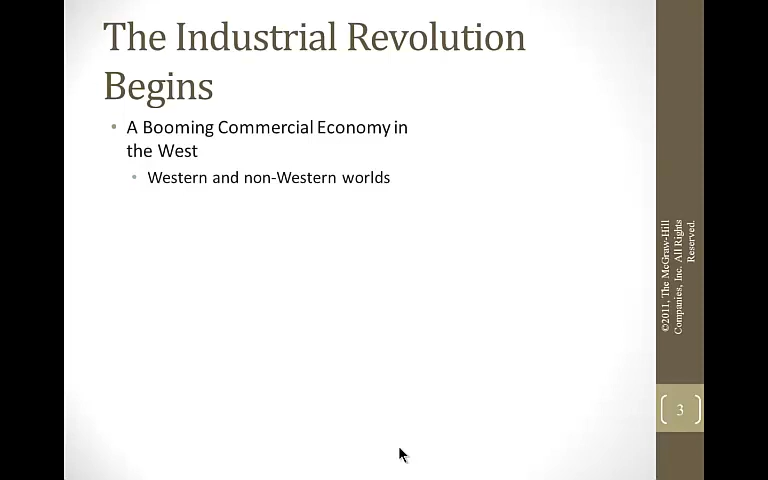 The Industrial Revolution
Begins
• A Booming Commercial Economy in
the West
• Western and non-Western worlds
©2011, The McGraw-Hill
Companies, Inc. All Rights
Reserved.
3